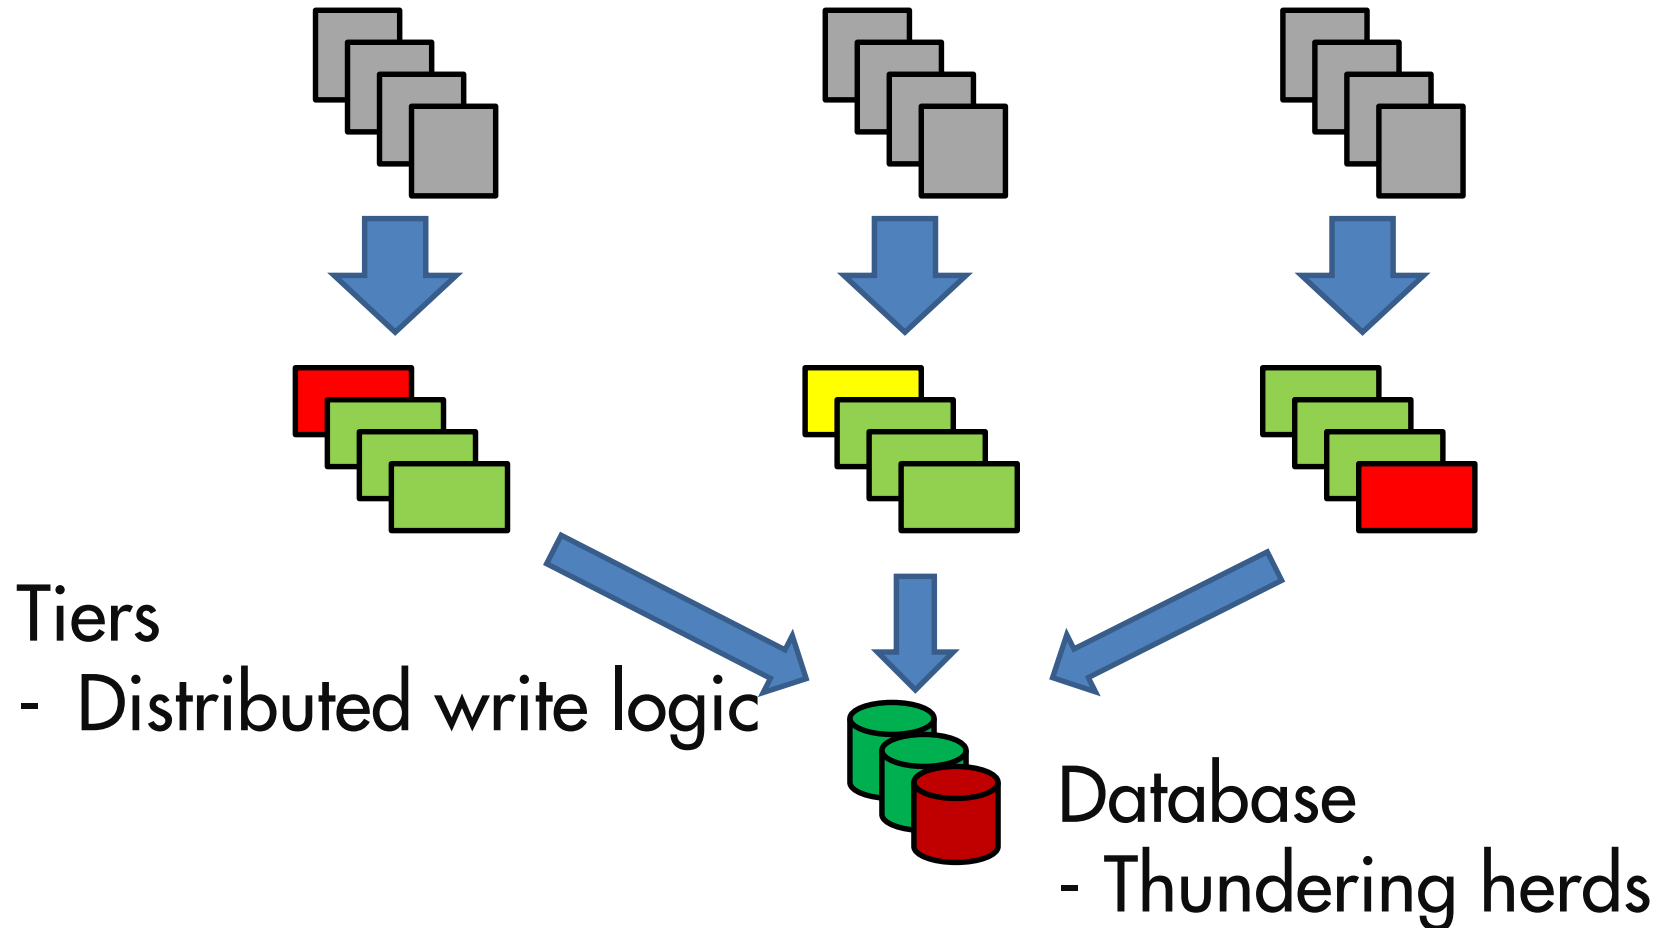 Tiers
- Distributed write logic
Database
- Thundering herds